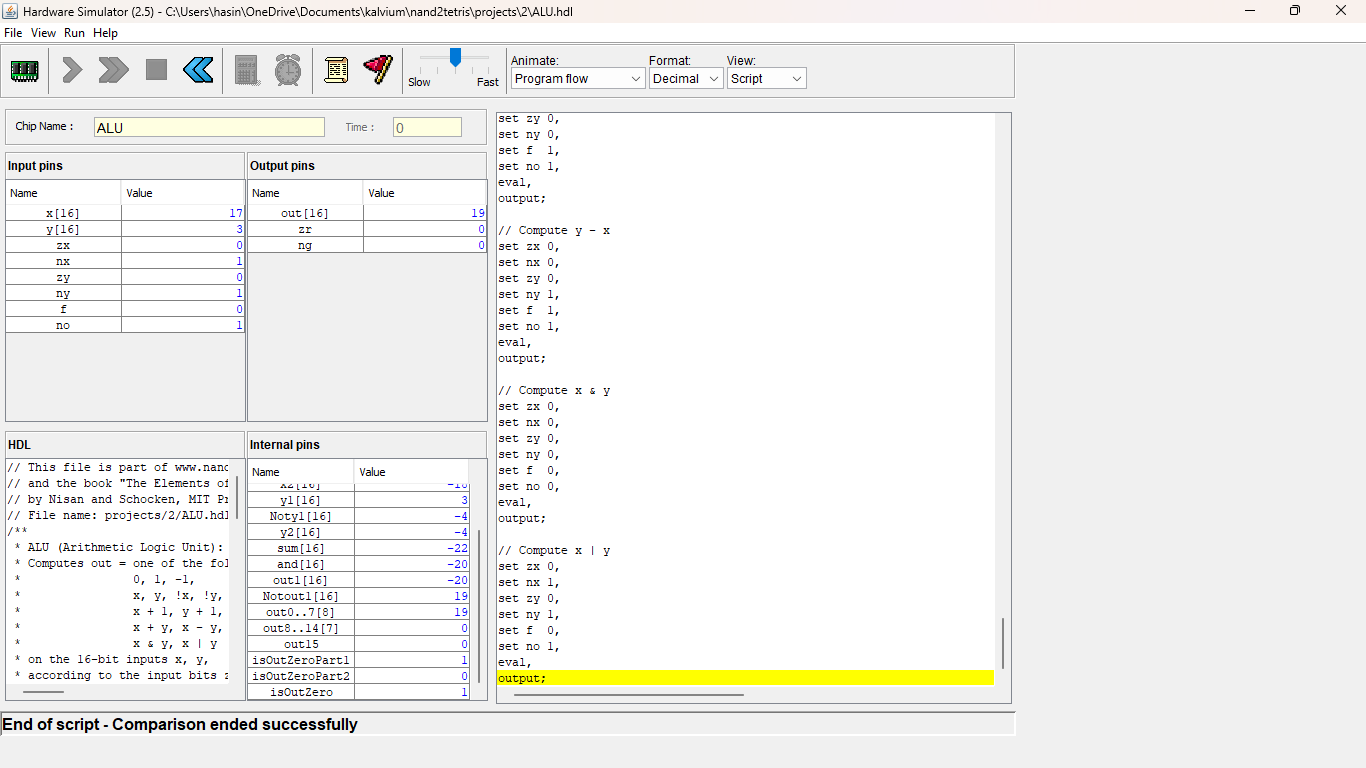 Hardware Simulator (2.5) - C:\Users\hasin\OneDrive\Documents\kalvium\nand2tetris\projects\2\ALU.hdl
File View Run Help
Slow Fast
Animate: Format: View:
Program flow Decimal Script
Chip Name : ALU Time : 0
Input pins
Name Value
x[16] 17
y[16] 3
zx 0
nx 1
zy 0
ny 1
f 0
no 1
Output pins
Name Value
out[16] 19
zr 0
ng 0
HDL
// This file is part of www.nand
// and the book "The Elements of
// by Nisan and Schocken, MIT Pr
// File name: projects/2/ALU.hdl
/**
* ALU (Arithmetic Logic Unit):
* Computes out = one of the fol
* 0, 1, -1,
* x, y, !x, !y,
* x + 1, y + 1,
* x + y, x - y,
* x & y, x | y
* on the 16-bit inputs x, y,
* according to the input bits z
Internal pins
Name Value
x2[16] -18
y1[16] 3
Noty1[16] -4
y2[16] -4
sum[16] -22
and[16] -20
out1[16] -20
Notout1[16] 19
out0..7[8] 19
out8..14[7] 0
out15 0
isOutZeroPart1 1
isOutZeroPart2 0
isOutZero 1
set zy 0,
set ny 0,
set f 1,
set no 1,
eval,
output;
// Compute y - x
set zx 0,
set nx 0,
set zy 0,
set ny 1,
set f 1,
set no 1,
eval,
output;
// Compute x & y
set zx 0,
set nx 0,
set zy 0,
set ny 0,
set f 0,
set no 0,
eval,
output;
// Compute x | y
set zx 0,
set nx 1,
set zy 0,
set ny 1,
set f 0,
set no 1,
eval,
output;
End of script - Comparison ended successfully